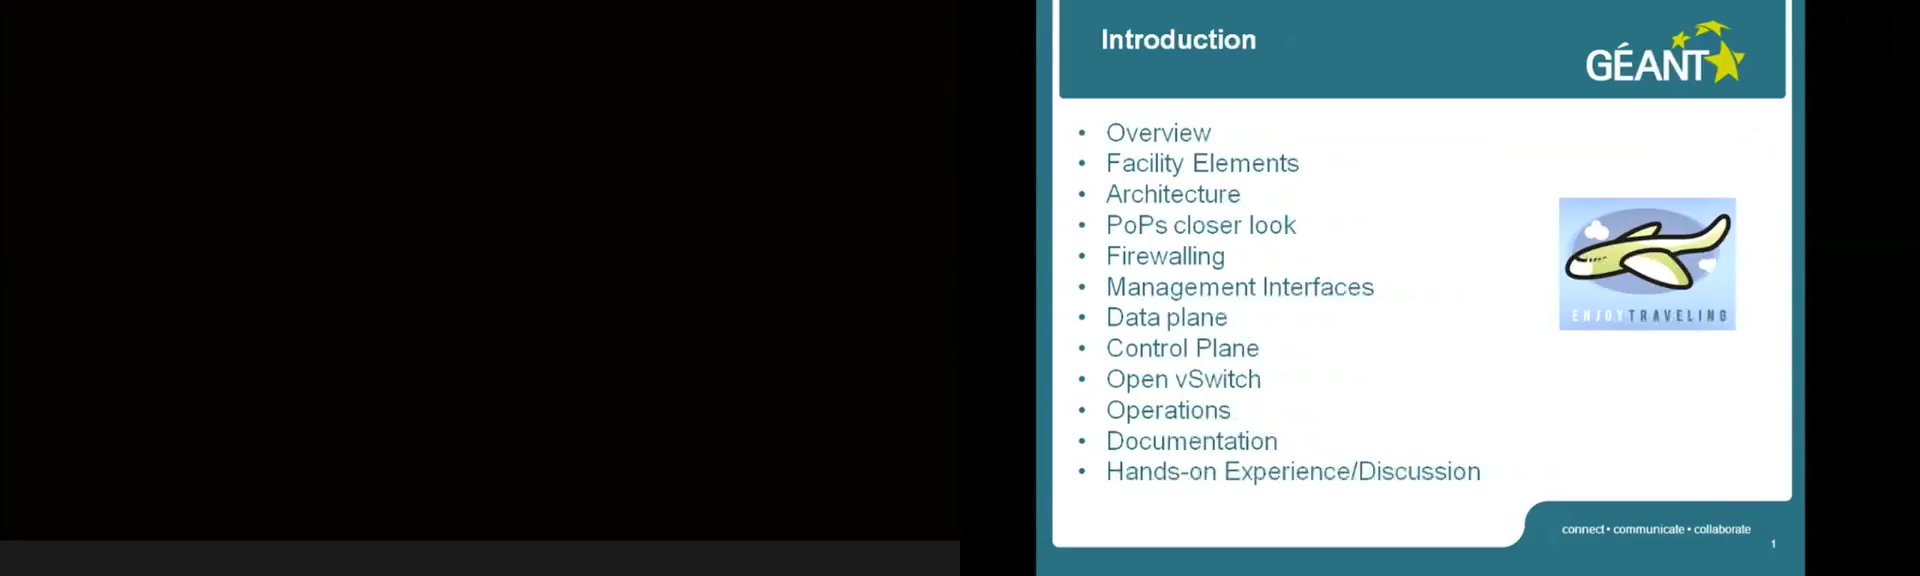 Introduction
GÉANT
• Overview
• Facility Elements
• Architecture
• PoPs closer look
• Firewalling
• Management Interfaces
• Data plane
• Control Plane
• Open vSwitch
• Operations
• Documentation
• Hands-on Experience/Discussion
ENJOYTRAVELING
connect • communicate • collaborate
1